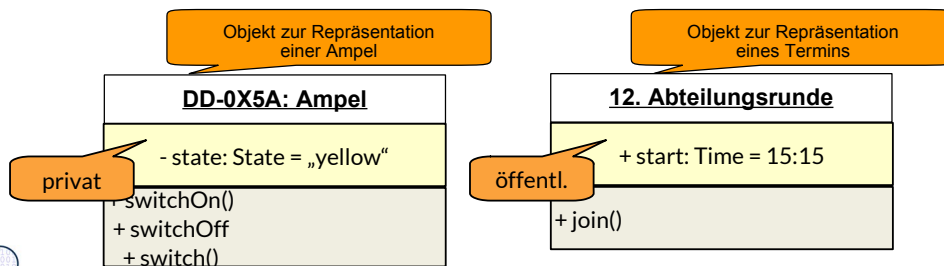 Objekt zur Repräsentation
einer Ampel
DD-0X5A: Ampel
- state: State = „yellow“
privat
+ switchOn()
+ switchOff
+ switch()
Objekt zur Repräsentation
eines Termins
12. Abteilungsrunde
+ start: Time = 15:15
öffentl.
+ join()